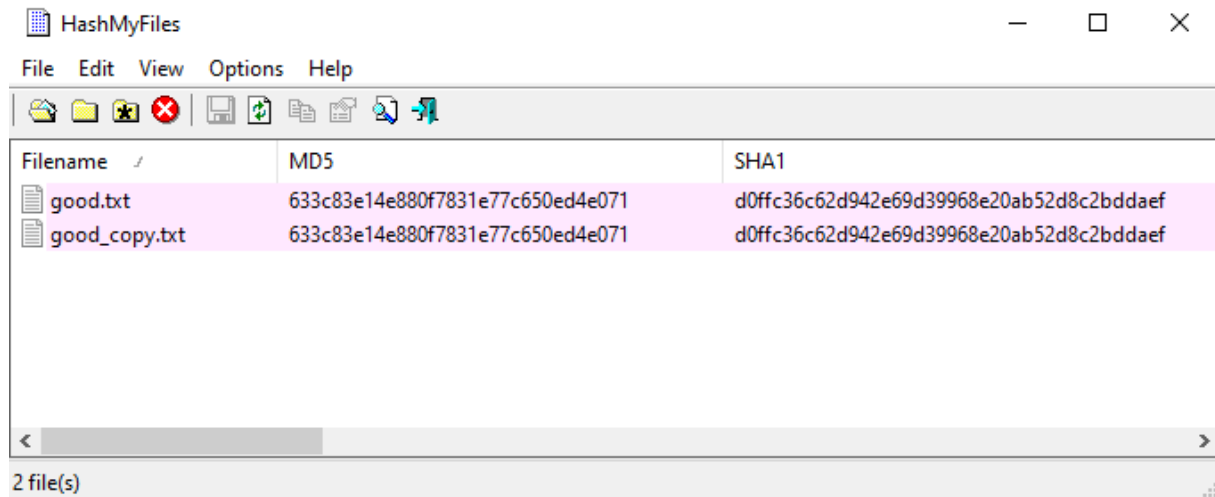 HashMyFiles
File Edit View Options Help
Filename MD5 SHA1
good.txt 633c83e14e880f7831e77c650ed4e071 d0ffc36c62d942e69d39968e20ab52d8c2bddaef
good_copy.txt 633c83e14e880f7831e77c650ed4e071 d0ffc36c62d942e69d39968e20ab52d8c2bddaef
2 file(s)